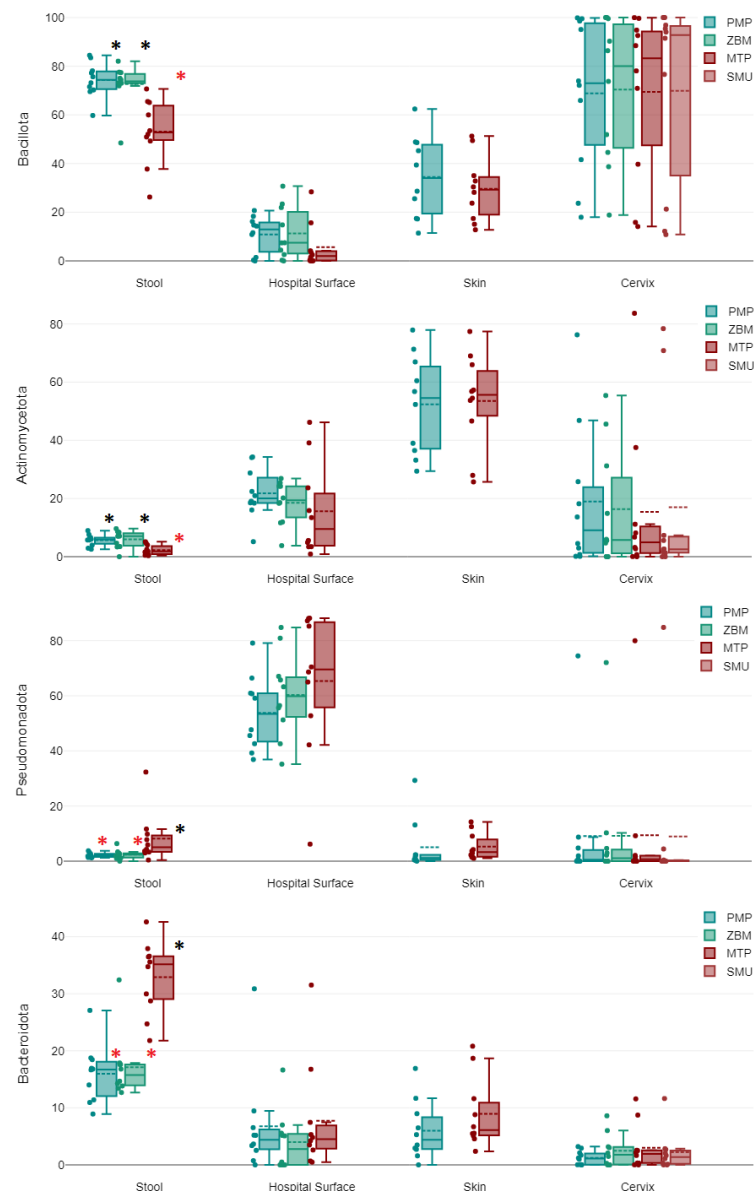 100
80
60
40
20
0
Bacillota
* * *
PMP
ZBM
MTP
SMU
Stool Hospital Surface Skin Cervix
80
60
40
20
0
Actinomycetota
* * *
PMP
ZBM
MTP
SMU
Stool Hospital Surface Skin Cervix
80
60
40
20
0
Pseudomonadota
* * *
PMP
ZBM
MTP
SMU
Stool Hospital Surface Skin Cervix
40
30
20
10
0
Bacteroidota
* * *
PMP
ZBM
MTP
SMU
Stool Hospital Surface Skin Cervix